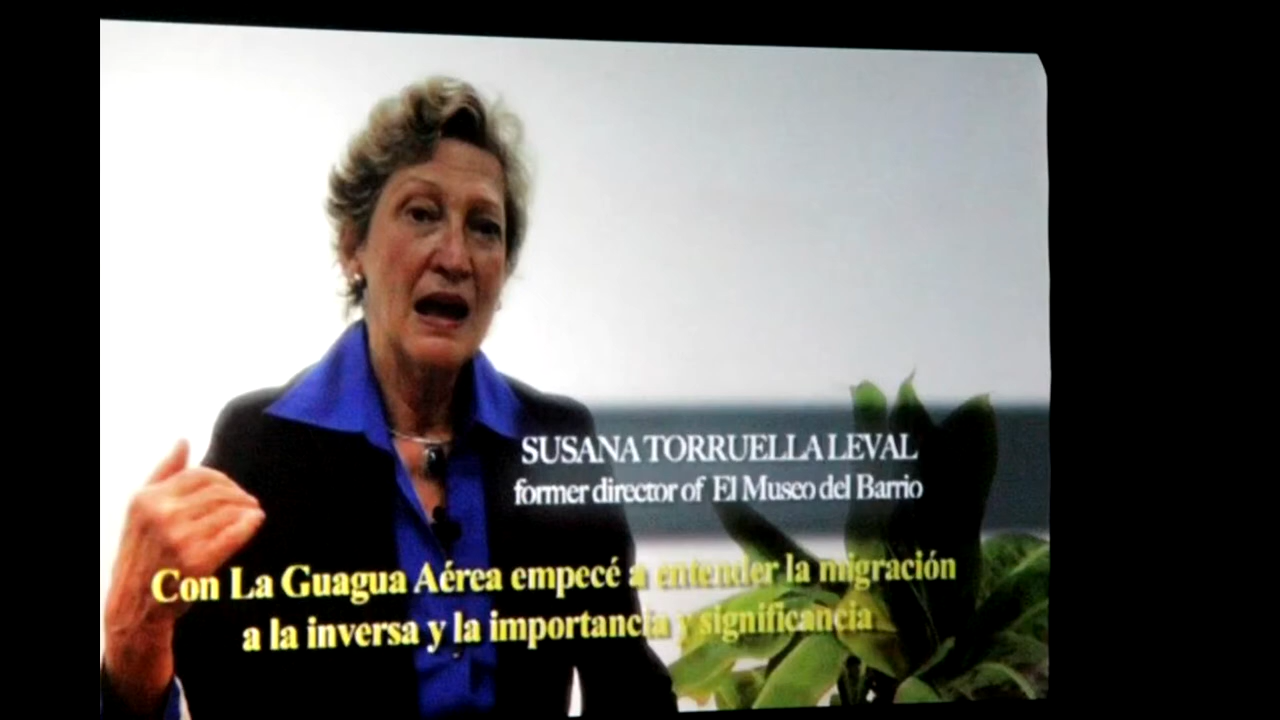 SUSANA TORRUELLA LEVAL
former director of El Museo del Barrio
Con La Guagua Aérea empecé a entender la migración
a la inversa y la importancia y significancia